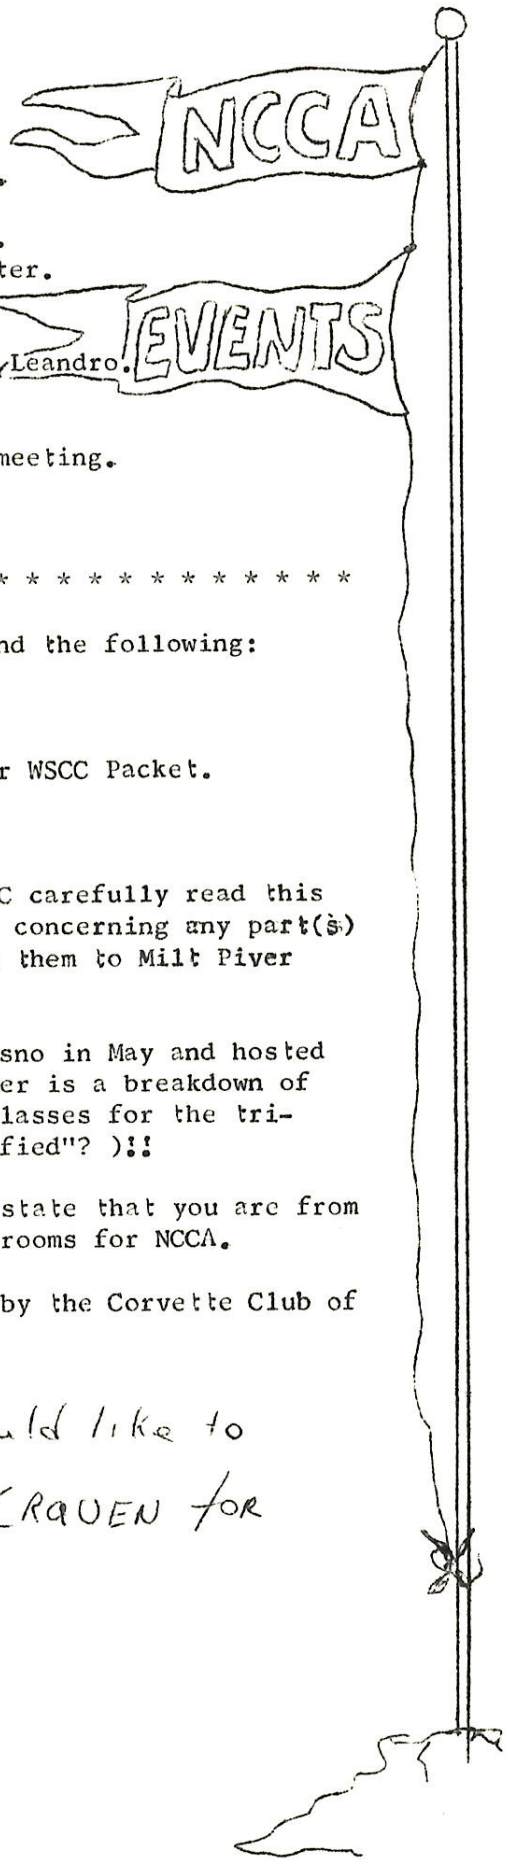 NCCA
.
.
ter.
EVENTS
Leandro.
meeting.
* * * * * * * * * * * *
nd the following:
r WSCC Packet.
C carefully read this
concerning any part(s)
them to Milt Piver
sno in May and hosted
er is a breakdown of
lasses for the tri-
fied"? )!!
state that you are from
rooms for NCCA.
by the Corvette Club of
uld like to
CRAVEN for